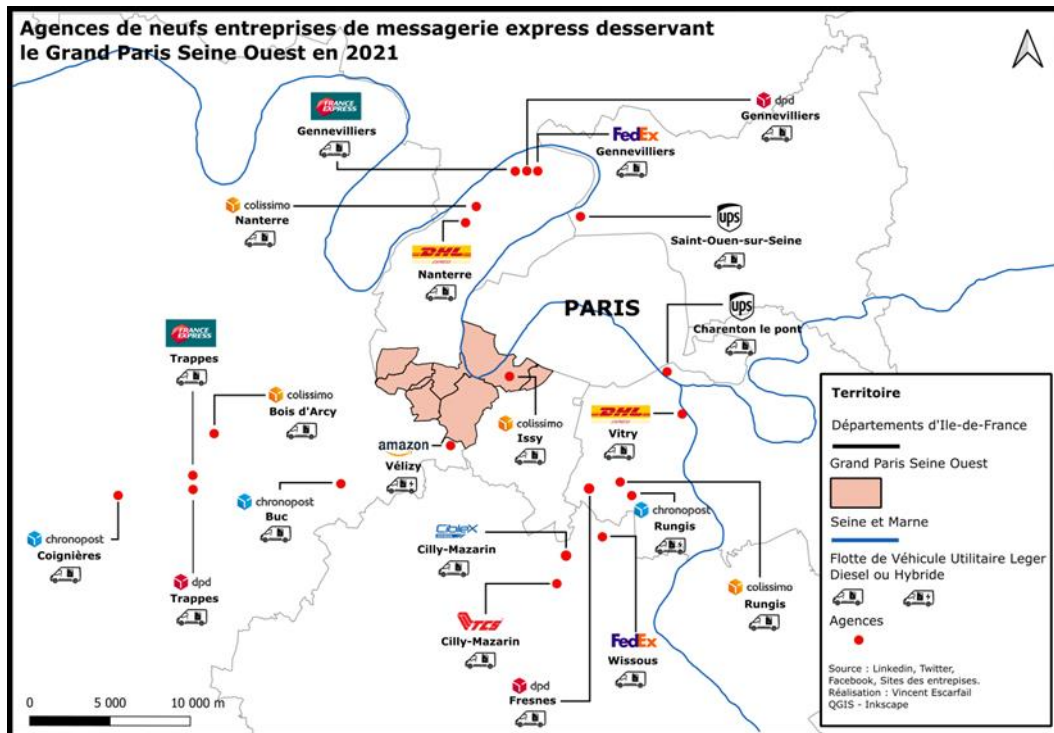 Agences de neufs entreprises de messagerie express desservant
le Grand Paris Seine Ouest en 2021
FRANCE
EXPRESS
Gennevilliers
dpd
Gennevilliers
FedEx
Gennevilliers
colissimo
Nanterre
DHL
Nanterre
ups
Saint-Ouen-sur-Seine
PARIS
ups
Charenton le pont
FRANCE
EXPRESS
Trappes
colissimo
Bois d'Arcy
amazon
Vélizy
colissimo
Issy
DHL
Vitry
chronopost
Buc
chronopost
Rungis
chronopost
Coignières
Ciblex
Cilly-Mazarin
dpd
Trappes
colissimo
Rungis
TCS
Cilly-Mazarin
FedEx
Wissous
dpd
Fresnes
0 5 000 10 000 m
Territoire
Départements d'Ile-de-France
Grand Paris Seine Ouest
Seine et Marne
Flotte de Véhicule Utilitaire Leger
Diesel ou Hybride
Agences
Source : Linkedin, Twitter,
Facebook, Sites des entrepises.
Réalisation : Vincent Escarfail
QGIS - Inkscape